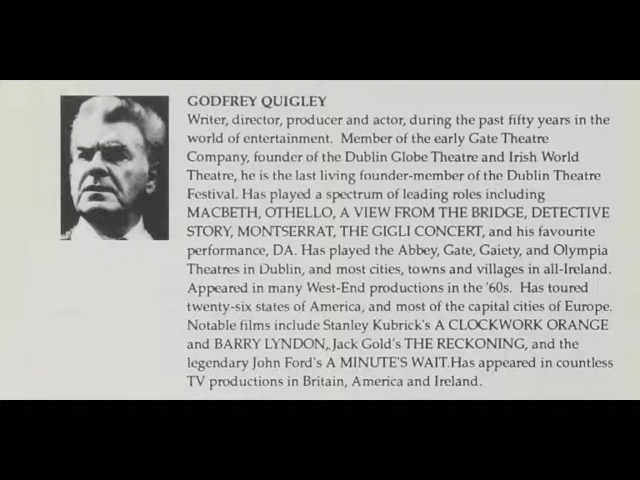 GODFREY QUIGLEY
Writer, director, producer and actor, during the past fifty years in the
world of entertainment. Member of the early Gate Theatre
Company, founder of the Dublin Globe Theatre and Irish World
Theatre, he is the last living founder-member of the Dublin Theatre
Festival. Has played a spectrum of leading roles including
MACBETH, OTHELLO, A VIEW FROM THE BRIDGE, DETECTIVE
STORY, MONTSERRAT, THE GIGLI CONCERT, and his favourite
performance, DA. Has played the Abbey, Gate, Gaiety, and Olympia
Theatres in Dublin, and most cities, towns and villages in all-Ireland.
Appeared in many West-End productions in the '60s. Has toured
twenty-six states of America, and most of the capital cities of Europe.
Notable films include Stanley Kubrick's A CLOCKWORK ORANGE
and BARRY LYNDON,, Jack Gold's THE RECKONING, and the
legendary John Ford's A MINUTE'S WAIT.Has appeared in countless
TV productions in Britain, America and Ireland.